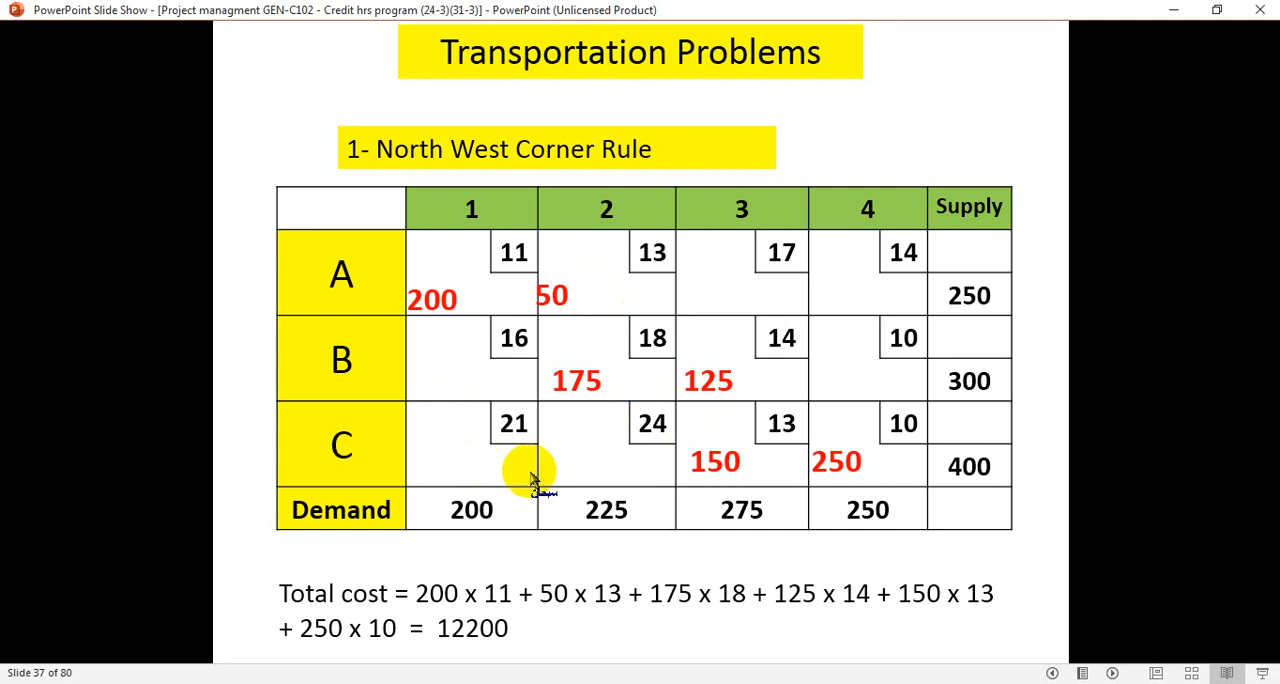 PowerPoint Slide Show - [Project managment GEN-C102 - Credit hrs program (24-3)(31-3)] - PowerPoint (Unlicensed Product)
Transportation Problems
1- North West Corner Rule
1 2 3 4 Supply
A 11 13 17 14
200 50 250
B 16 18 14 10
175 125 300
C 21 24 13 10
150 250 400
Demand 200 225 275 250
Total cost = 200 x 11 + 50 x 13 + 175 x 18 + 125 x 14 + 150 x 13
+ 250 x 10 = 12200
Slide 37 of 80